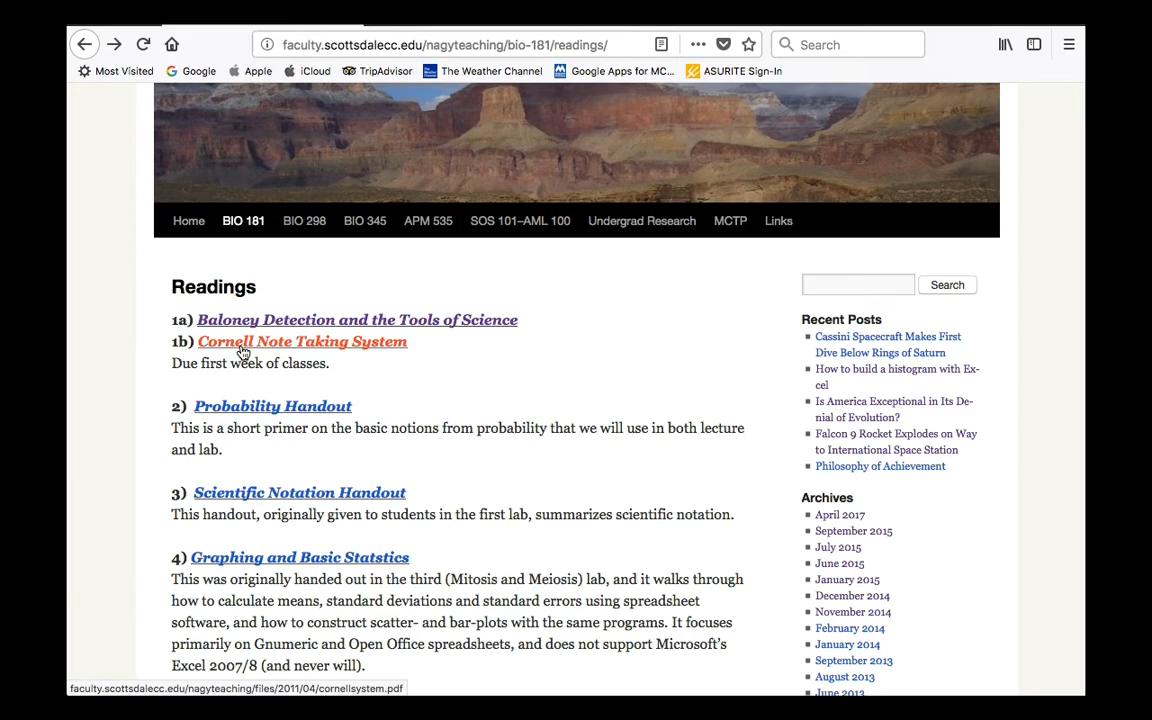 faculty.scottsdalecc.edu/nagyteaching/bio-181/readings/
Search
Most Visited Google Apple iCloud TripAdvisor The Weather Channel Google Apps for MC... ASURITE Sign-In
Home BIO 181 BIO 298 BIO 345 APM 535 SOS 101–AML 100 Undergrad Research MCTP Links
Readings
1a) Baloney Detection and the Tools of Science
1b) Cornell Note Taking System
Due first week of classes.
2) Probability Handout
This is a short primer on the basic notions from probability that we will use in both lecture
and lab.
3) Scientific Notation Handout
This handout, originally given to students in the first lab, summarizes scientific notation.
4) Graphing and Basic Statstics
This was originally handed out in the third (Mitosis and Meiosis) lab, and it walks through
how to calculate means, standard deviations and standard errors using spreadsheet
software, and how to construct scatter- and bar-plots with the same programs. It focuses
primarily on Gnumeric and Open Office spreadsheets, and does not support Microsoft's
Excel 2007/8 (and never will).
Search
Recent Posts
Cassini Spacecraft Makes First
Dive Below Rings of Saturn
How to build a histogram with Ex-
cel
Is America Exceptional in Its De-
nial of Evolution?
Falcon 9 Rocket Explodes on Way
to International Space Station
Philosophy of Achievement
Archives
April 2017
September 2015
July 2015
June 2015
January 2015
December 2014
November 2014
February 2014
January 2014
September 2013
August 2013
June 2013
faculty.scottsdalecc.edu/nagyteaching/files/2011/04/cornellsystem.pdf